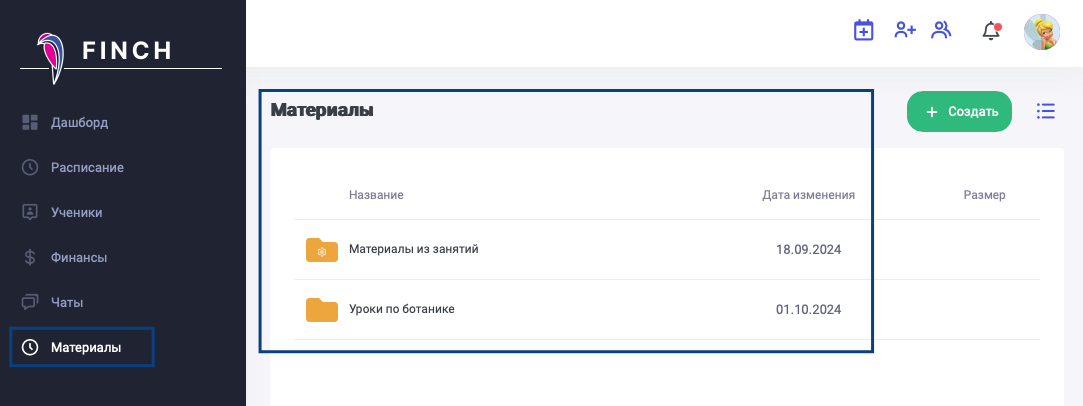 FINCH
Дашборд
Расписание
Ученики
Финансы
Чаты
Материалы
Материалы
+ Создать
Название Дата изменения Размер
Материалы из занятий 18.09.2024
Уроки по ботанике 01.10.2024